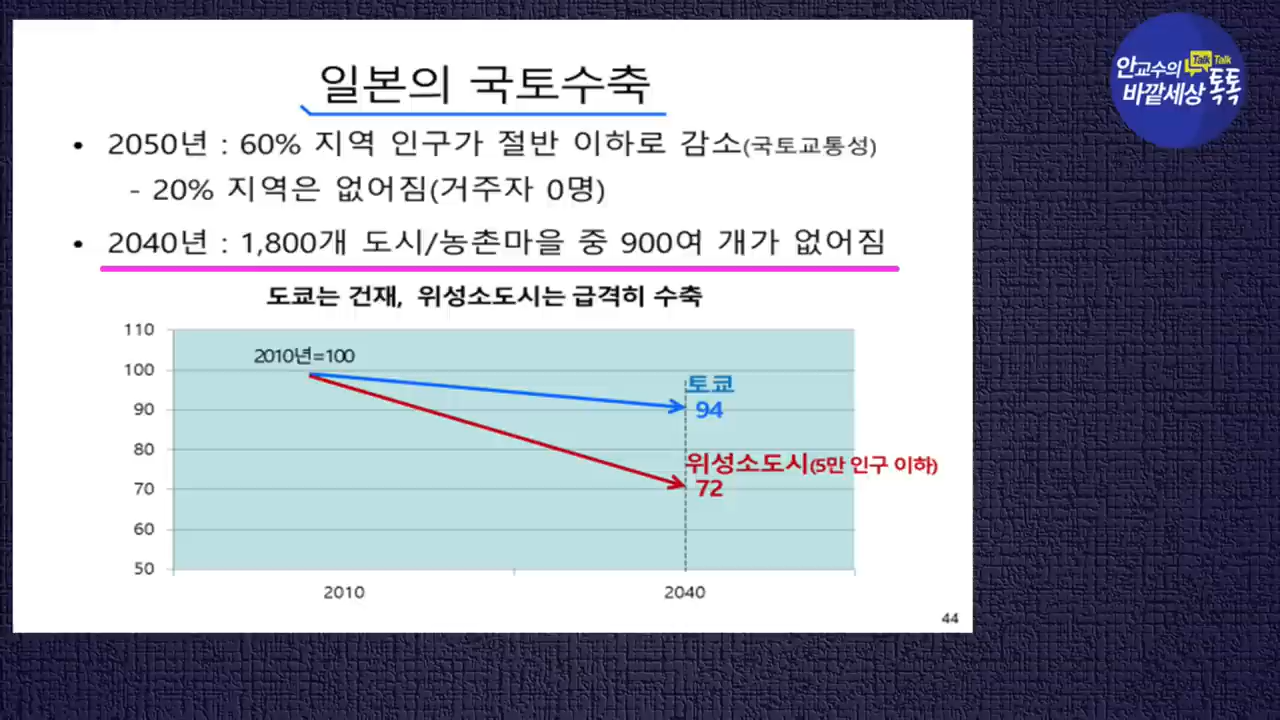 일본의 국토수축
• 2050년 : 60% 지역 인구가 절반 이하로 감소(국토교통성)
- 20% 지역은 없어짐(거주자 0명)
• 2040년 : 1,800개 도시/농촌마을 중 900여 개가 없어짐
도쿄는 건재, 위성소도시는 급격히 수축
110
100
90
80
70
60
50
2010년=100
토쿄
94
위성소도시(5만 인구 이하)
72
2010
2040
44
안교수의 Talk Talk
바깥세상 톡톡